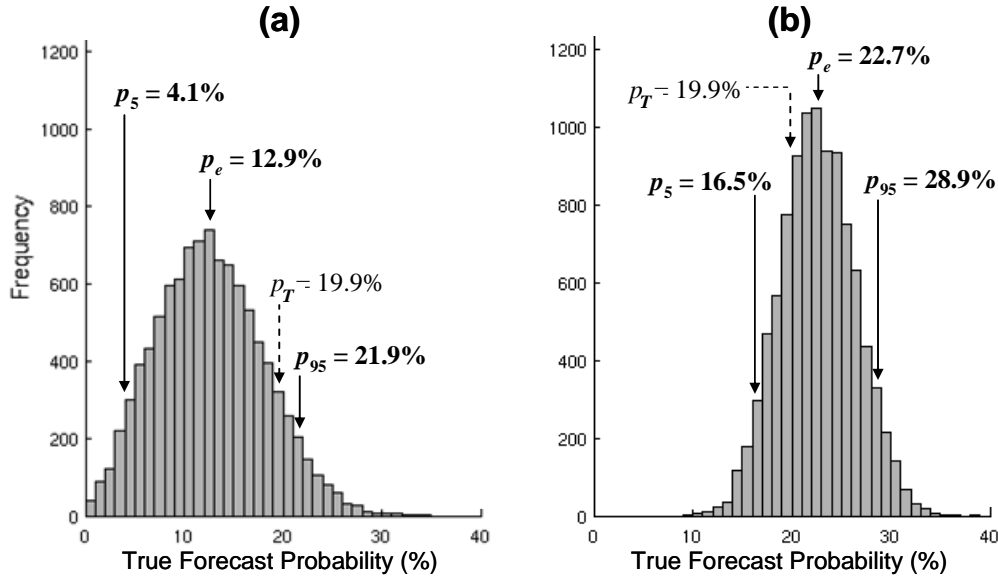 (a)
1200
1000
800
600
400
200
0
Frequency
p5 = 4.1%
pe = 12.9%
pT = 19.9%
p95 = 21.9%
0 10 20 30 40
True Forecast Probability (%)
(b)
1200
1000
800
600
400
200
0
pe = 22.7%
pT = 19.9%
p5 = 16.5%
p95 = 28.9%
0 10 20 30 40
True Forecast Probability (%)